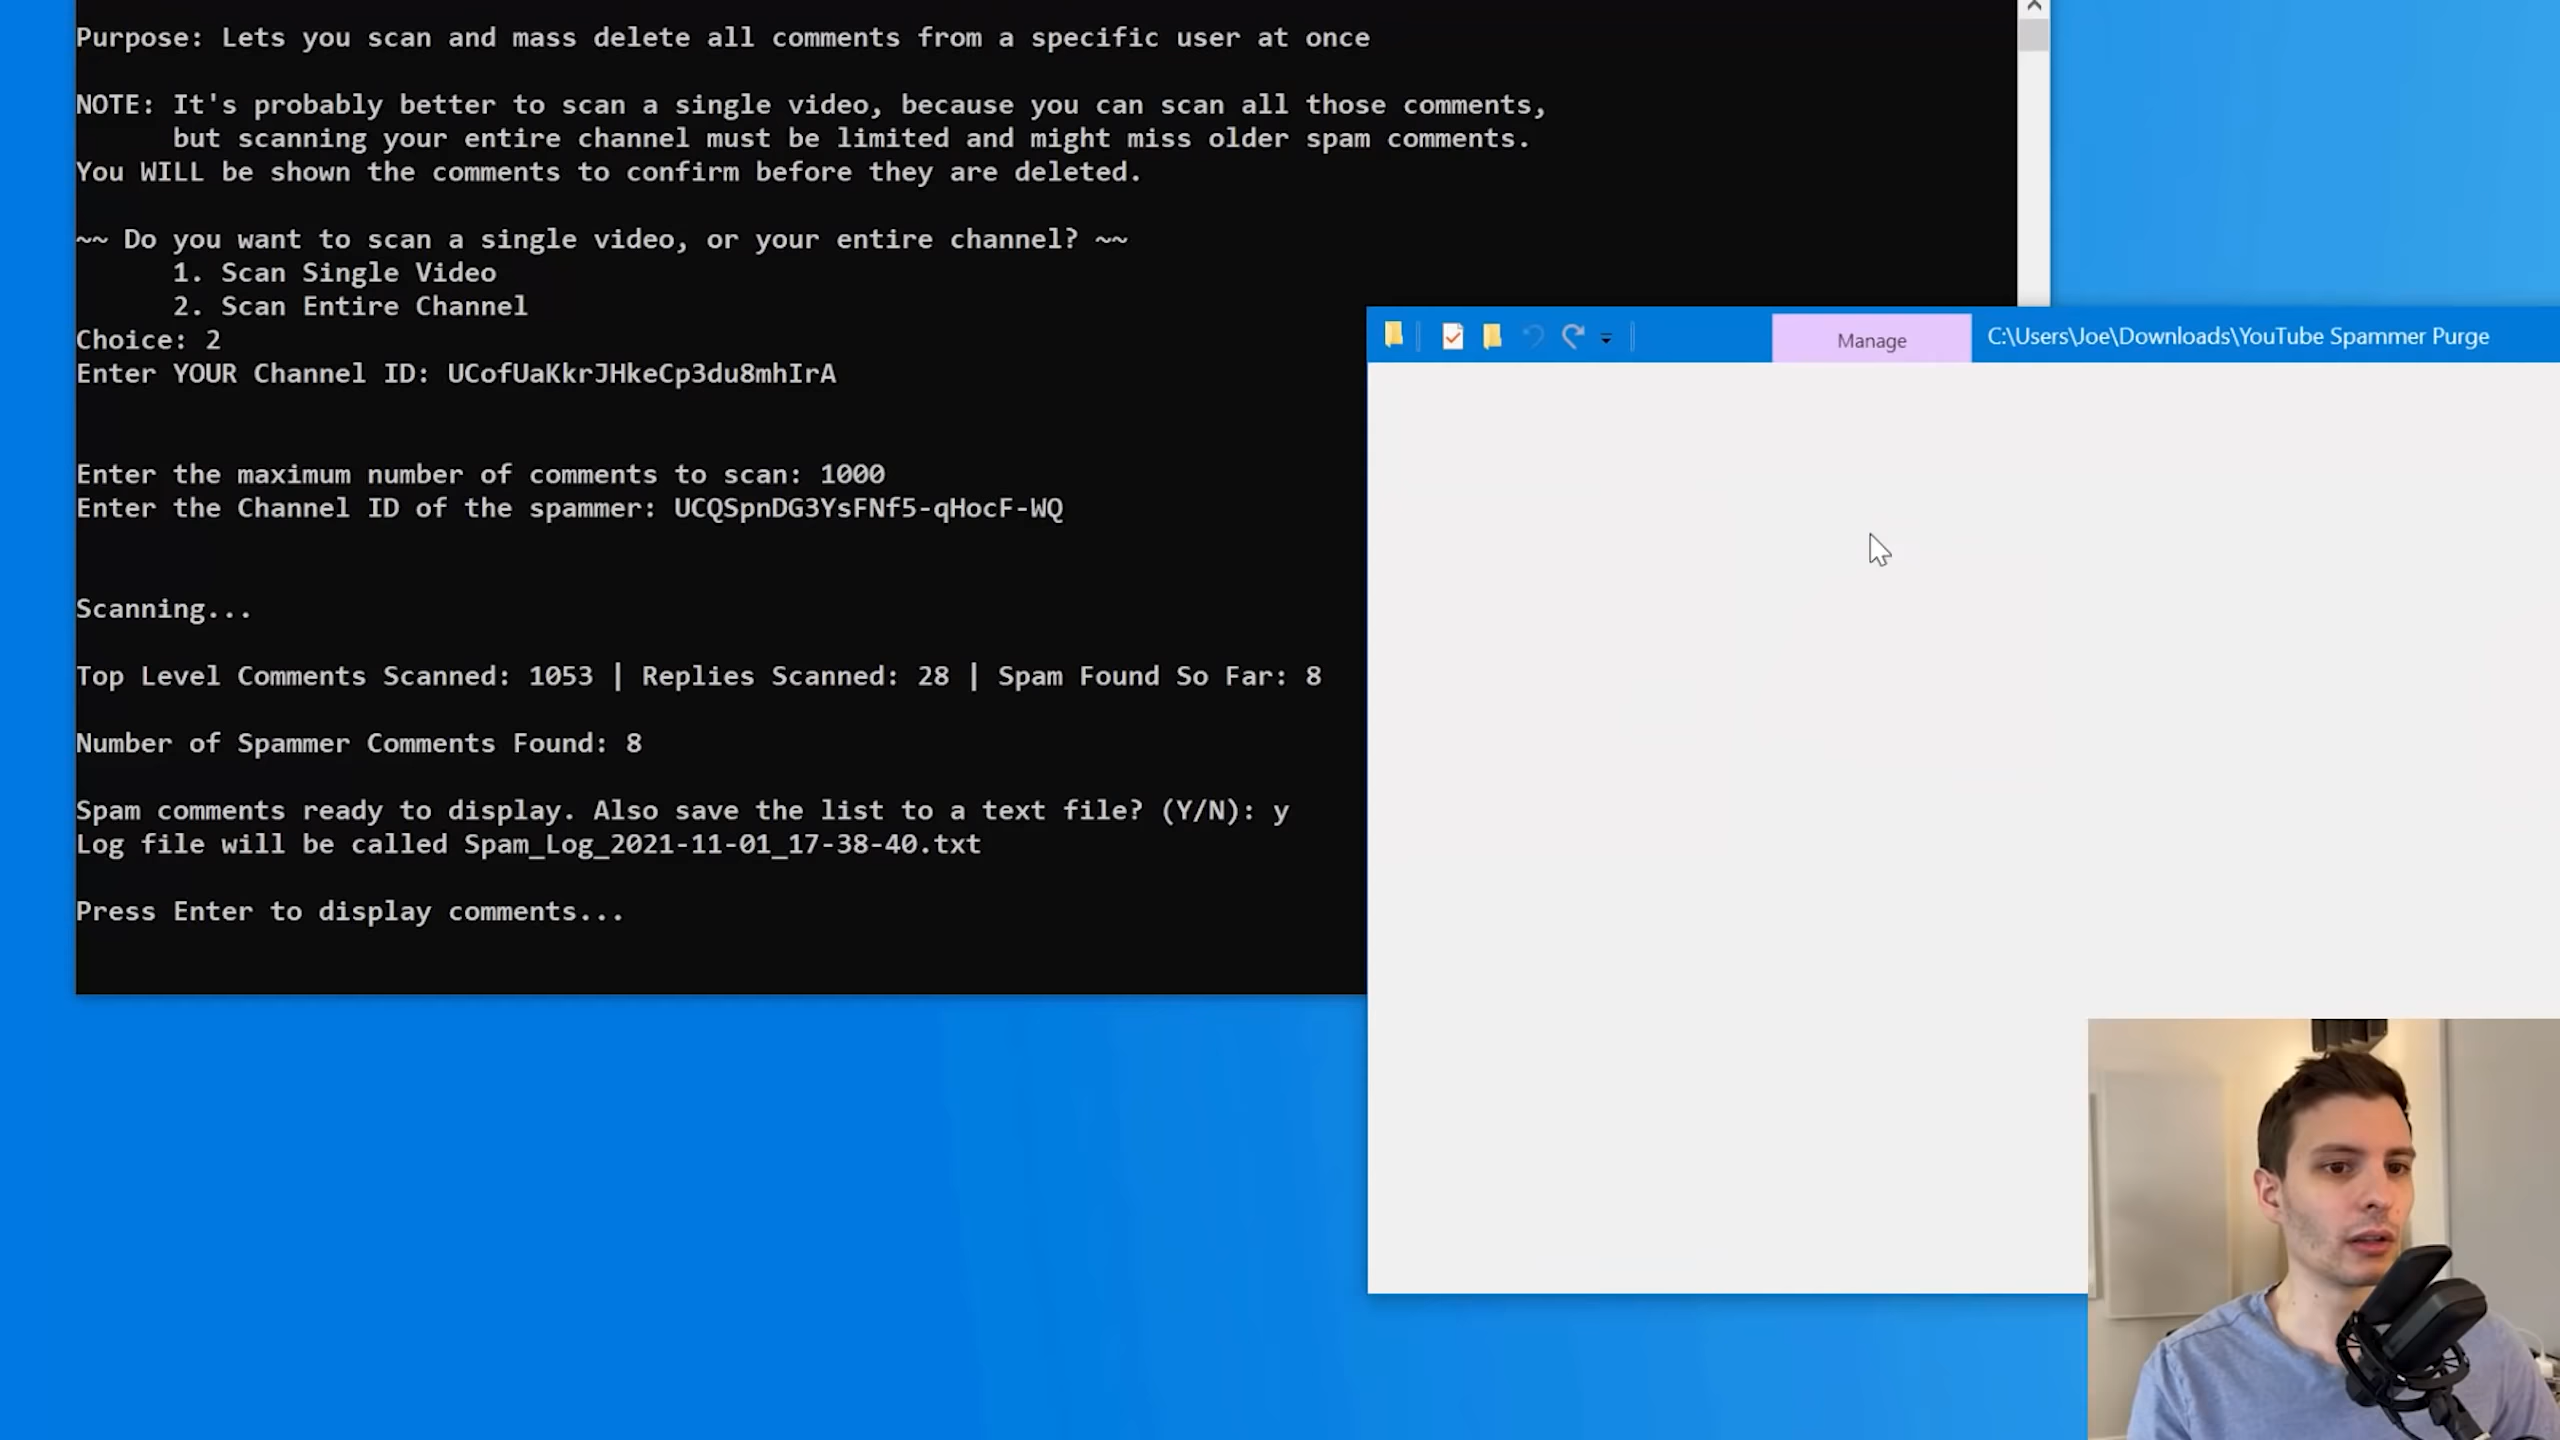 Purpose: Lets you scan and mass delete all comments from a specific user at once
NOTE: It's probably better to scan a single video, because you can scan all those comments,
but scanning your entire channel must be limited and might miss older spam comments.
You WILL be shown the comments to confirm before they are deleted.
~~ Do you want to scan a single video, or your entire channel? ~~
1. Scan Single Video
2. Scan Entire Channel
Choice: 2
Enter YOUR Channel ID: UCofUaKkrJHkeCp3du8mhIrA
Enter the maximum number of comments to scan: 1000
Enter the Channel ID of the spammer: UCQSpnDG3YsFNf5-qHocF-WQ
Scanning...
Top Level Comments Scanned: 1053 | Replies Scanned: 28 | Spam Found So Far: 8
Number of Spammer Comments Found: 8
Spam comments ready to display. Also save the list to a text file? (Y/N): y
Log file will be called Spam_Log_2021-11-01_17-38-40.txt
Press Enter to display comments...
Manage
C:\Users\Joe\Downloads\YouTube Spammer Purge